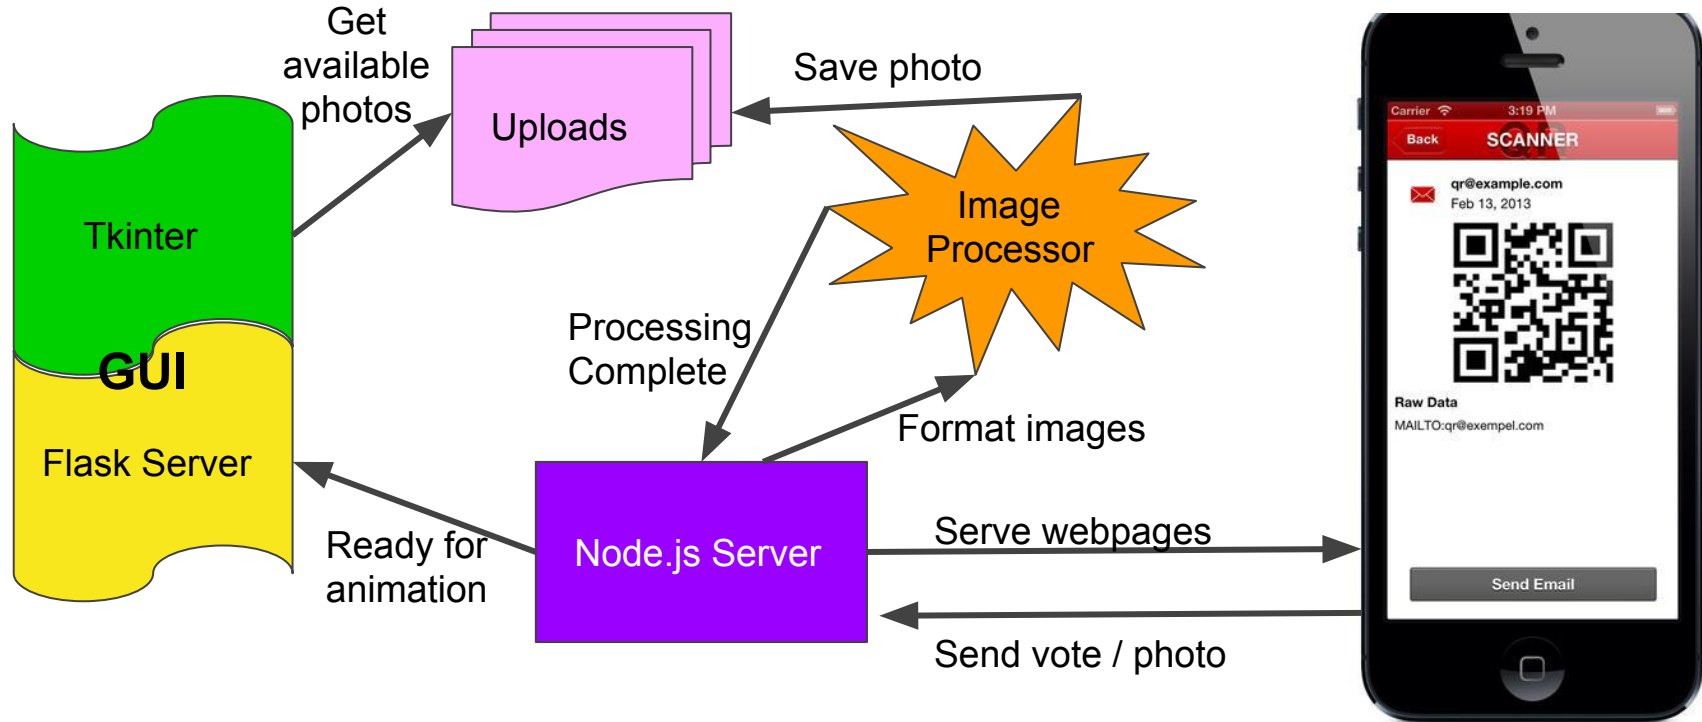 Get
available
photos
Uploads
Save photo
Tkinter
Image
Processor
GUI
Flask Server
Processing
Complete
Format images
Ready for
animation
Node.js Server
Serve webpages
Send vote / photo
Carrier 3:19 PM
QR
Back SCANNER
qr@example.com
Feb 13, 2013
Raw Data
MAILTO:qr@exempel.com
Send Email